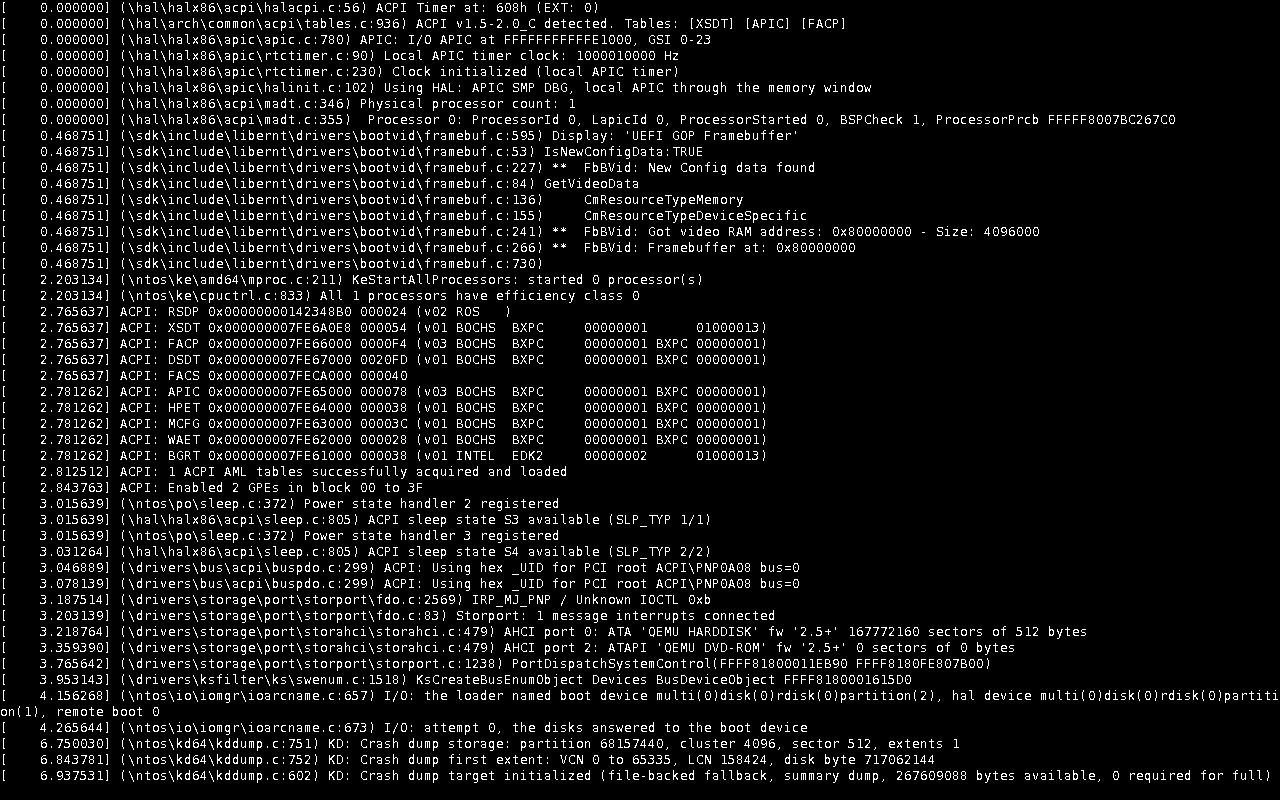 [    0.000000] (\hal\halx86\acpi\halacpi.c:56) ACPI Timer at: 608h (EXT: 0)
[    0.000000] (\hal\arch\common\acpi\tables.c:936) ACPI v1.5-2.0_C detected. Tables: [XSDT] [APIC] [FACP]
[    0.000000] (\hal\halx86\apic\apic.c:780) APIC: I/O APIC at FFFFFFFFFFFE1000, GSI 0-23
[    0.000000] (\hal\halx86\apic\rtctimer.c:90) Local APIC timer clock: 1000010000 Hz
[    0.000000] (\hal\halx86\apic\rtctimer.c:230) Clock initialized (local APIC timer)
[    0.000000] (\hal\halx86\apic\halinit.c:102) Using HAL: APIC SMP DBG, local APIC through the memory window
[    0.000000] (\hal\halx86\acpi\madt.c:346) Physical processor count: 1
[    0.000000] (\hal\halx86\acpi\madt.c:355)  Processor 0: ProcessorId 0, LapicId 0, ProcessorStarted 0, BSPCheck 1, ProcessorPrcb FFFFF8007BC267C0
[    0.468751] (\sdk\include\libernt\drivers\bootvid\framebuf.c:595) Display: 'UEFI GOP Framebuffer'
[    0.468751] (\sdk\include\libernt\drivers\bootvid\framebuf.c:53) IsNewConfigData:TRUE
[    0.468751] (\sdk\include\libernt\drivers\bootvid\framebuf.c:227) **  FbBVid: New Config data found
[    0.468751] (\sdk\include\libernt\drivers\bootvid\framebuf.c:84) GetVideoData
[    0.468751] (\sdk\include\libernt\drivers\bootvid\framebuf.c:136)     CmResourceTypeMemory
[    0.468751] (\sdk\include\libernt\drivers\bootvid\framebuf.c:155)     CmResourceTypeDeviceSpecific
[    0.468751] (\sdk\include\libernt\drivers\bootvid\framebuf.c:241) **  FbBVid: Got video RAM address: 0x80000000 - Size: 4096000
[    0.468751] (\sdk\include\libernt\drivers\bootvid\framebuf.c:266) **  FbBVid: Framebuffer at: 0x80000000
[    0.468751] (\sdk\include\libernt\drivers\bootvid\framebuf.c:730)
[    2.203134] (\ntos\ke\amd64\mproc.c:211) KeStartAllProcessors: started 0 processor(s)
[    2.203134] (\ntos\ke\cpuctrl.c:833) All 1 processors have efficiency class 0
[    2.765637] ACPI: RSDP 0x00000000142348B0 000024 (v02 ROS   )
[    2.765637] ACPI: XSDT 0x000000007FE6A0E8 000054 (v01 BOCHS  BXPC     00000001      01000013)
[    2.765637] ACPI: FACP 0x000000007FE66000 0000F4 (v03 BOCHS  BXPC     00000001 BXPC 00000001)
[    2.765637] ACPI: DSDT 0x000000007FE67000 0020FD (v01 BOCHS  BXPC     00000001 BXPC 00000001)
[    2.765637] ACPI: FACS 0x000000007FECA000 000040
[    2.781262] ACPI: APIC 0x000000007FE65000 000078 (v03 BOCHS  BXPC     00000001 BXPC 00000001)
[    2.781262] ACPI: HPET 0x000000007FE64000 000038 (v01 BOCHS  BXPC     00000001 BXPC 00000001)
[    2.781262] ACPI: MCFG 0x000000007FE63000 00003C (v01 BOCHS  BXPC     00000001 BXPC 00000001)
[    2.781262] ACPI: WAET 0x000000007FE62000 000028 (v01 BOCHS  BXPC     00000001 BXPC 00000001)
[    2.781262] ACPI: BGRT 0x000000007FE61000 000038 (v01 INTEL  EDK2     00000002      01000013)
[    2.812512] ACPI: 1 ACPI AML tables successfully acquired and loaded
[    2.843763] ACPI: Enabled 2 GPEs in block 00 to 3F
[    3.015639] (\ntos\po\sleep.c:372) Power state handler 2 registered
[    3.015639] (\hal\halx86\acpi\sleep.c:805) ACPI sleep state S3 available (SLP_TYP 1/1)
[    3.015639] (\ntos\po\sleep.c:372) Power state handler 3 registered
[    3.031264] (\hal\halx86\acpi\sleep.c:805) ACPI sleep state S4 available (SLP_TYP 2/2)
[    3.046889] (\drivers\bus\acpi\buspdo.c:299) ACPI: Using hex _UID for PCI root ACPI\PNP0A08 bus=0
[    3.078139] (\drivers\bus\acpi\buspdo.c:299) ACPI: Using hex _UID for PCI root ACPI\PNP0A08 bus=0
[    3.187514] (\drivers\storage\port\storport\fdo.c:2569) IRP_MJ_PNP / Unknown IOCTL 0xb
[    3.203139] (\drivers\storage\port\storport\fdo.c:83) Storport: 1 message interrupts connected
[    3.218764] (\drivers\storage\port\storahci\storahci.c:479) AHCI port 0: ATA 'QEMU HARDDISK' fw '2.5+' 167772160 sectors of 512 bytes
[    3.359390] (\drivers\storage\port\storahci\storahci.c:479) AHCI port 2: ATAPI 'QEMU DVD-ROM' fw '2.5+' 0 sectors of 0 bytes
[    3.765642] (\drivers\storage\port\storport\storport.c:1238) PortDispatchSystemControl(FFFF81800011EB90 FFFF8180FE807B00)
[    3.953143] (\drivers\ksfilter\ks\swenum.c:1518) KsCreateBusEnumObject Devices BusDeviceObject FFFF8180001615D0
[    4.156268] (\ntos\io\iomgr\ioarcname.c:657) I/O: the loader named boot device multi(0)disk(0)rdisk(0)partition(2), hal device multi(0)disk(0)rdisk(0)partiti
on(1), remote boot 0
[    4.265644] (\ntos\io\iomgr\ioarcname.c:673) I/O: attempt 0, the disks answered to the boot device
[    6.750030] (\ntos\kd64\kddump.c:751) KD: Crash dump storage: partition 68157440, cluster 4096, sector 512, extents 1
[    6.843781] (\ntos\kd64\kddump.c:752) KD: Crash dump first extent: VCN 0 to 65335, LCN 158424, disk byte 717062144
[    6.937531] (\ntos\kd64\kddump.c:602) KD: Crash dump target initialized (file-backed fallback, summary dump, 267609088 bytes available, 0 required for full)